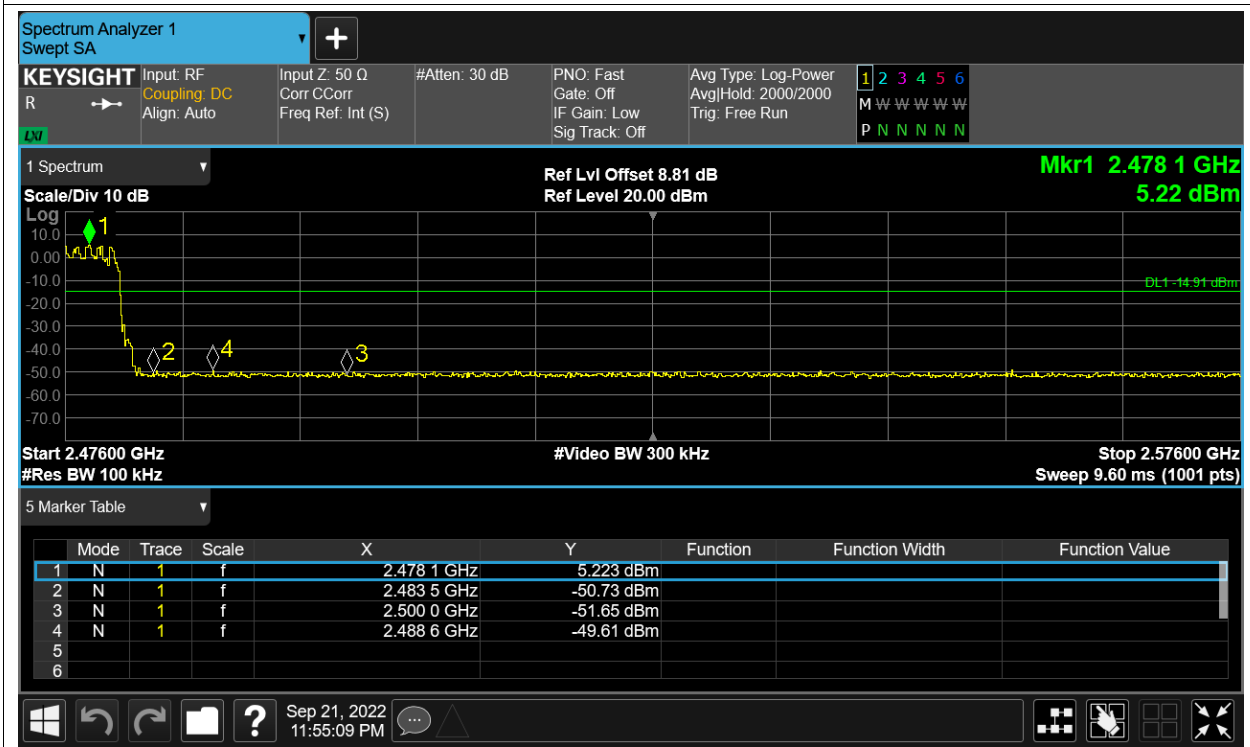 Spectrum Analyzer 1
Swept SA
+
KEYSIGHT Input: RF Input Z: 50 Ω #Atten: 30 dB PNO: Fast Avg Type: Log-Power 1 2 3 4 5 6
R Coupling: DC Corr CCorr Gate: Off Avg|Hold: 2000/2000 M W W W W W
Align: Auto Freq Ref: Int (S) IF Gain: Low Trig: Free Run
LXI Sig Track: Off P N N N N N
1 Spectrum Ref Lvl Offset 8.81 dB Mkr1 2.478 1 GHz
Scale/Div 10 dB Ref Level 20.00 dBm 5.22 dBm
Log
1
10.0
0.00
-10.0
DL1 -14.91 dBm
-20.0
-30.0
-40.0
2 4 3
-50.0
-60.0
-70.0
Start 2.47600 GHz #Video BW 300 kHz Stop 2.57600 GHz
#Res BW 100 kHz Sweep 9.60 ms (1001 pts)
5 Marker Table
Mode Trace Scale X Y Function Function Width Function Value
1 N 1 f 2.478 1 GHz 5.223 dBm
2 N 1 f 2.483 5 GHz -50.73 dBm
3 N 1 f 2.500 0 GHz -51.65 dBm
4 N 1 f 2.488 6 GHz -49.61 dBm
5
6
? Sep 21, 2022
11:55:09 PM